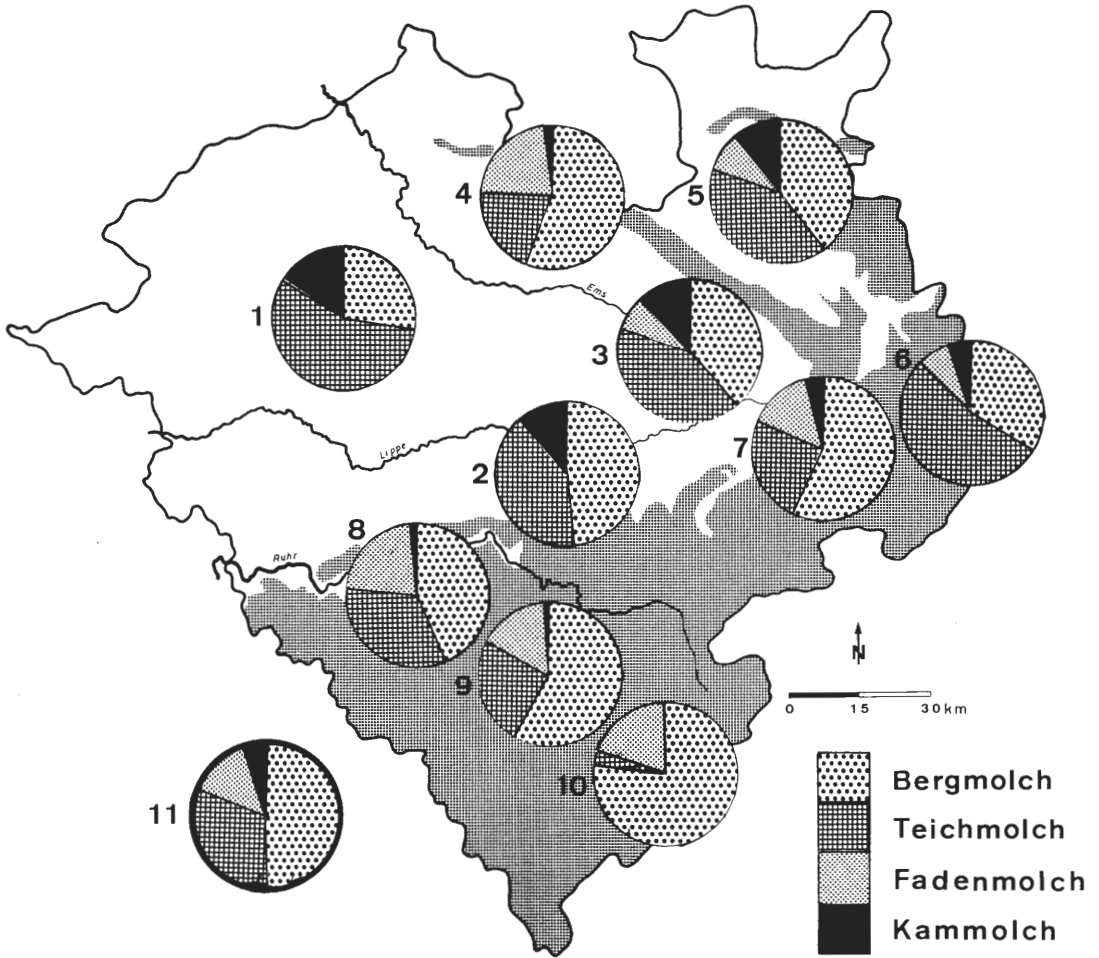 4
5
1
Ems
3
6
Lippe
2
7
8
Ruhr
9
N
0 15 30km
10
11
Bergmolch
Teichmolch
Fadenmolch
Kammolch